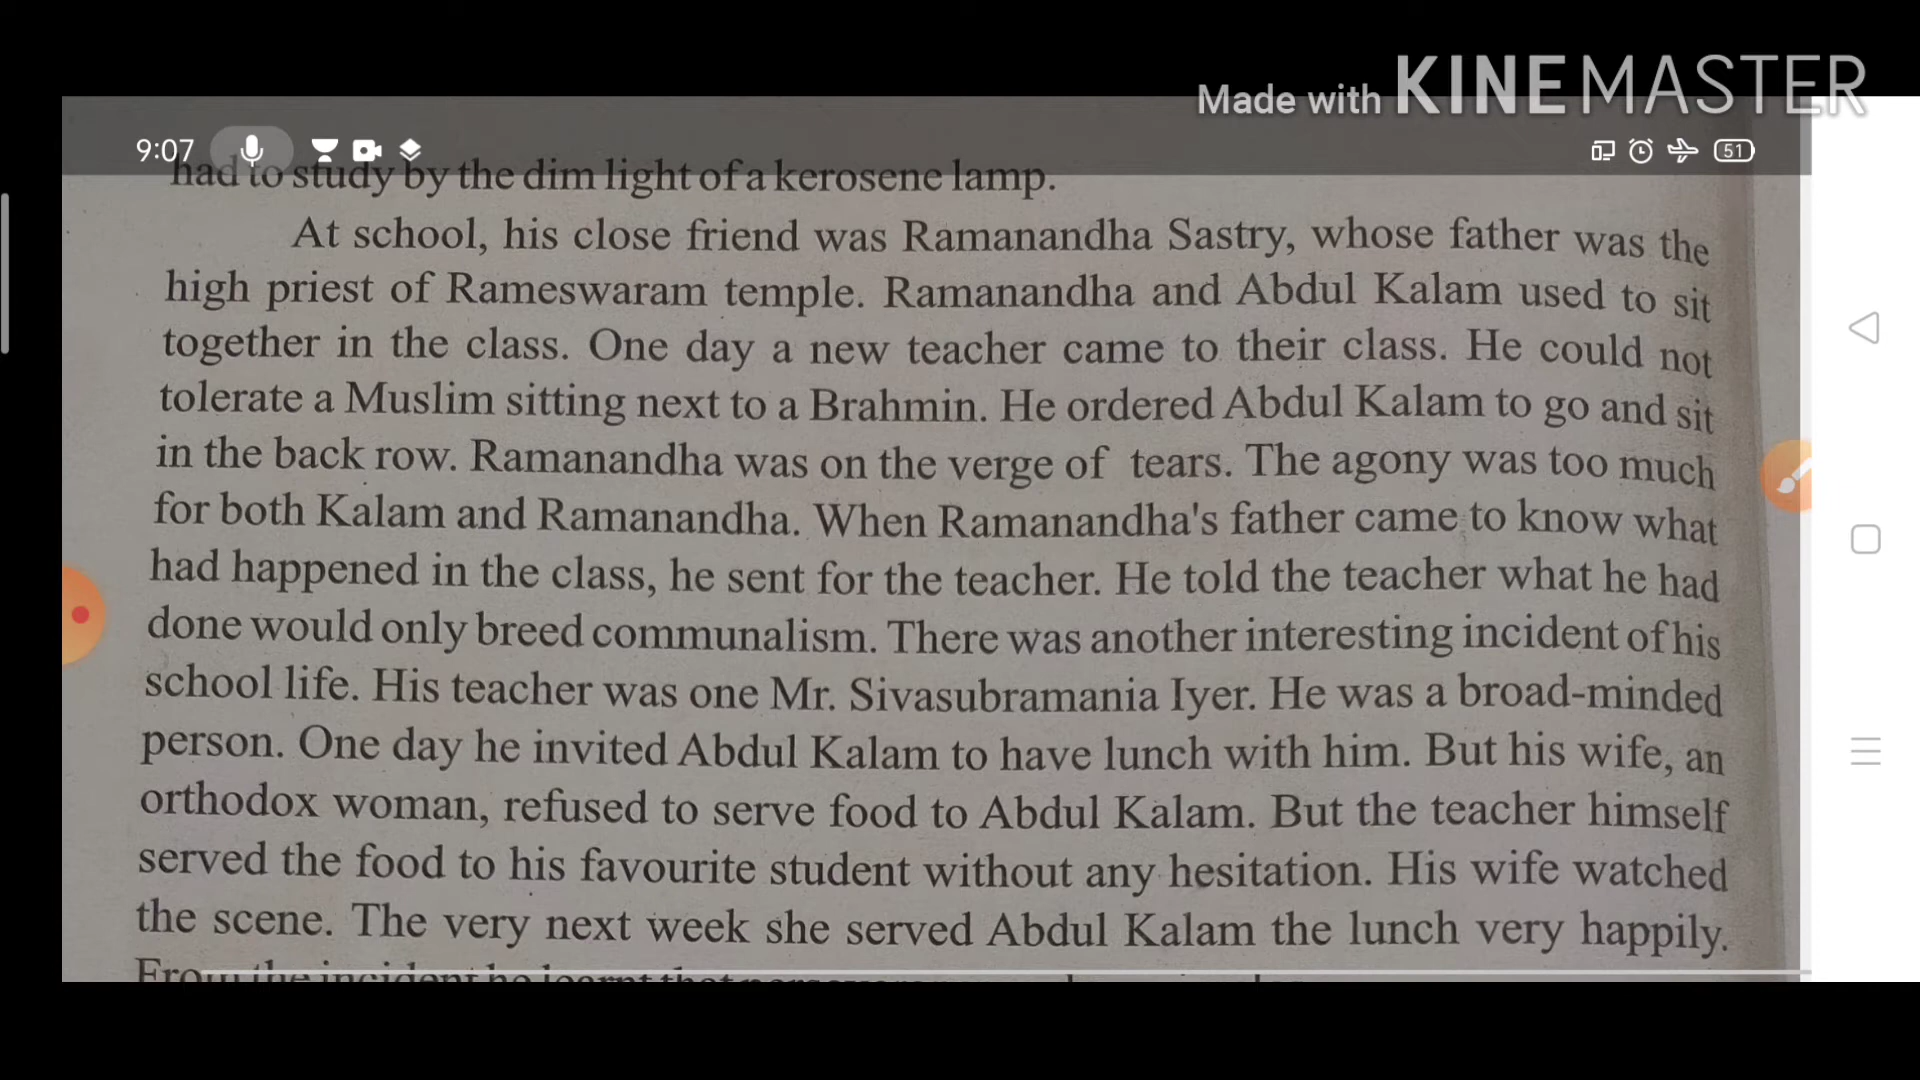 Made with KINEMASTER
9:07
51
had to study by the dim light of a kerosene lamp.
At school, his close friend was Ramanandha Sastry, whose father was the
high priest of Rameswaram temple. Ramanandha and Abdul Kalam used to sit
together in the class. One day a new teacher came to their class. He could not
tolerate a Muslim sitting next to a Brahmin. He ordered Abdul Kalam to go and sit
in the back row. Ramanandha was on the verge of tears. The agony was too much
for both Kalam and Ramanandha. When Ramanandha's father came to know what
had happened in the class, he sent for the teacher. He told the teacher what he had
done would only breed communalism. There was another interesting incident of his
school life. His teacher was one Mr. Sivasubramania Iyer. He was a broad-minded
person. One day he invited Abdul Kalam to have lunch with him. But his wife, an
orthodox woman, refused to serve food to Abdul Kalam. But the teacher himself
served the food to his favourite student without any hesitation. His wife watched
the scene. The very next week she served Abdul Kalam the lunch very happily.
From the incident he learnt that